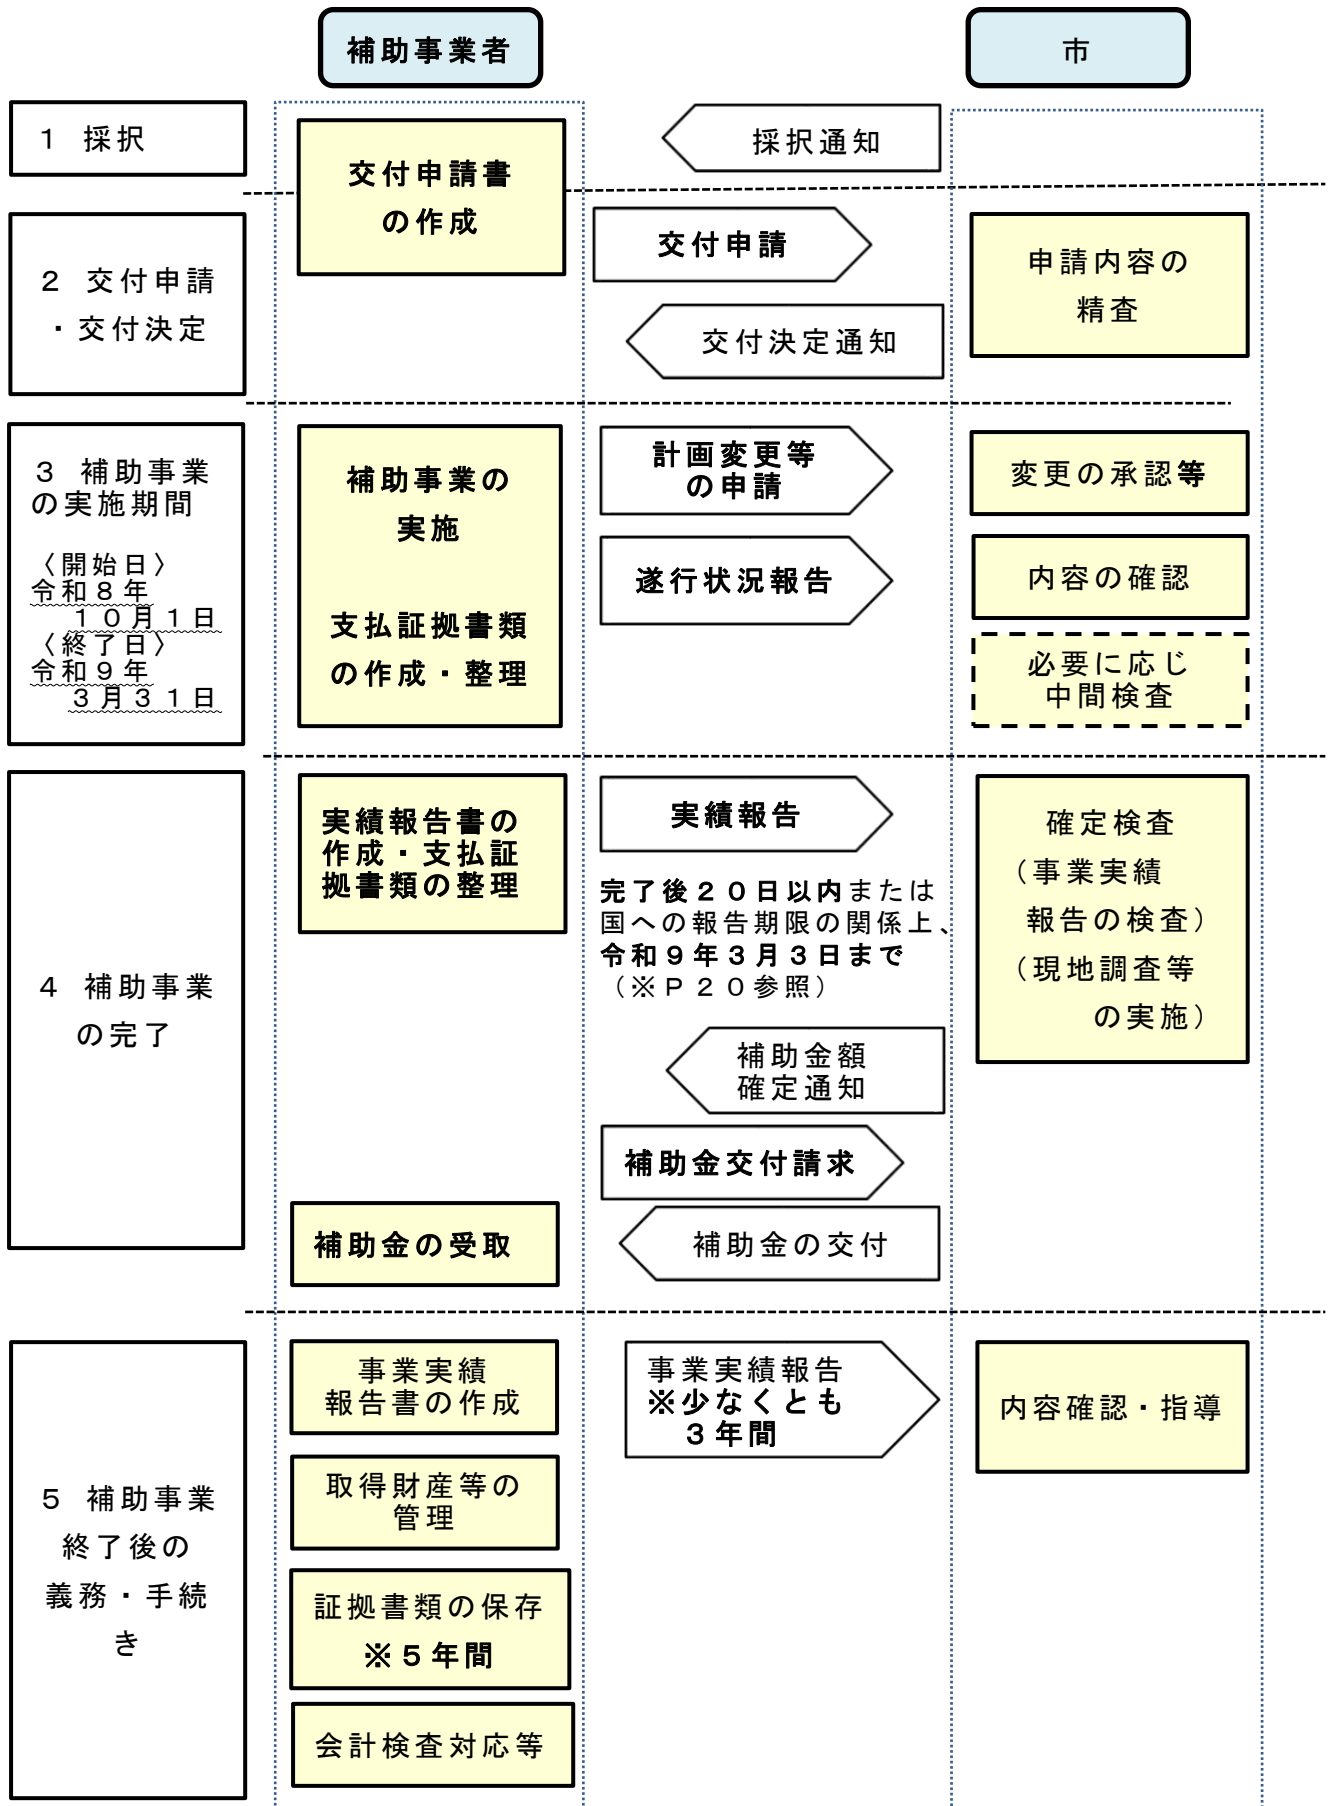 補助事業者
市
１ 採択
交付申請書
の作成
採択通知
２ 交付申請
・交付決定
交付申請
交付決定通知
申請内容の
精査
３ 補助事業
の実施期間
〈開始日〉
令和８年
１０月１日
〈終了日〉
令和９年
３月３１日
補助事業の
実施
支払証拠書類
の作成・整理
計画変更等
の申請
遂行状況報告
変更の承認等
内容の確認
必要に応じ
中間検査
４ 補助事業
の完了
実績報告書の
作成・支払証
拠書類の整理
実績報告
完了後２０日以内または
国への報告期限の関係上、
令和９年３月３日まで
（※Ｐ２０参照）
確定検査
（事業実績
報告の検査）
（現地調査等
の実施）
補助金額
確定通知
補助金交付請求
補助金の受取
補助金の交付
５ 補助事業
終了後の
義務・手続
き
事業実績
報告書の作成
事業実績報告
※少なくとも
３年間
内容確認・指導
取得財産等の
管理
証拠書類の保存
※５年間
会計検査対応等